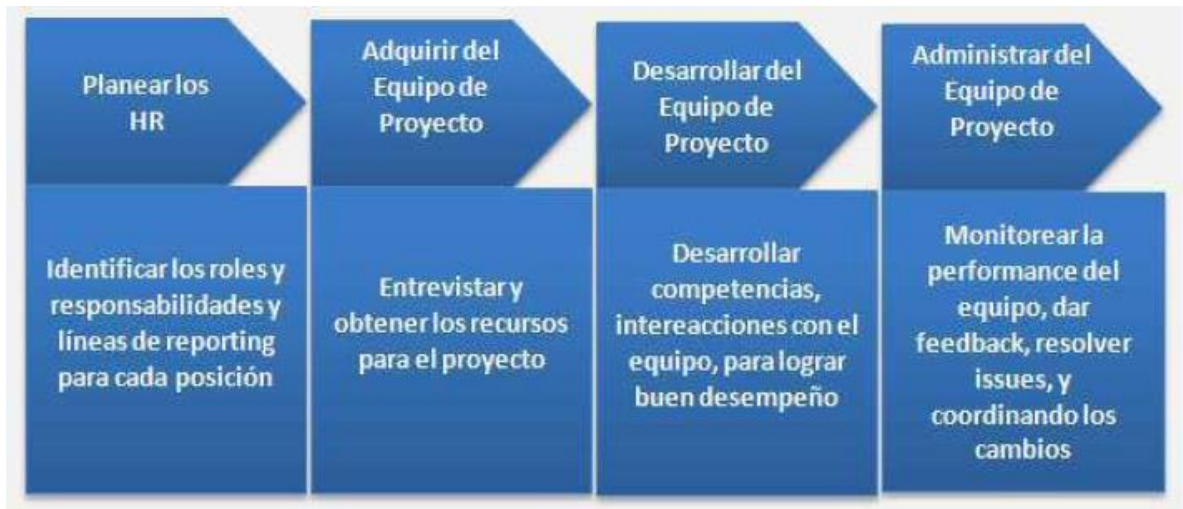 Planear los
HR
Adquirir del
Equipo de
Proyecto
Desarrollar del
Equipo de
Proyecto
Administrar del
Equipo de
Proyecto
Identificar los roles y
responsabilidades y
líneas de reporting
para cada posición
Entrevistar y
obtener los recursos
para el proyecto
Desarrollar
competencias,
intereacciones con el
equipo, para lograr
buen desempeño
Monitorear la
performance del
equipo, dar
feedback, resolver
issues, y
coordinando los
cambios